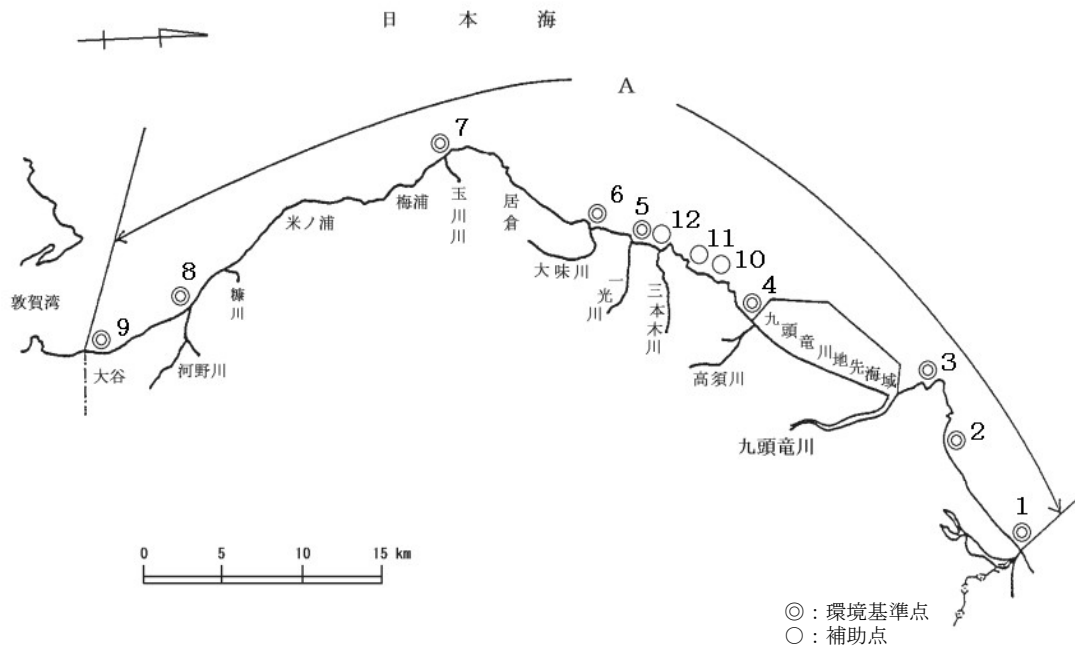 日本海
A
7
玉川川
居倉
梅浦
米ノ浦
6
5
12
11
10
4
大味川
一光川
三本木川
高須川
九頭竜川地先海域
九頭竜川
3
2
1
8
糠川
河野川
敦賀湾
9
大谷
0 5 10 15 km
◎：環境基準点
○：補助点